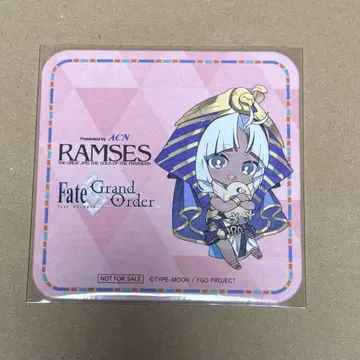 Presented by ACN
RAMSES
THE GREAT AND THE GOLD OF THE PHARAOHS
Fate
Grand
Order
NOT FOR SALE
©TYPE-MOON / FGO PROJECT